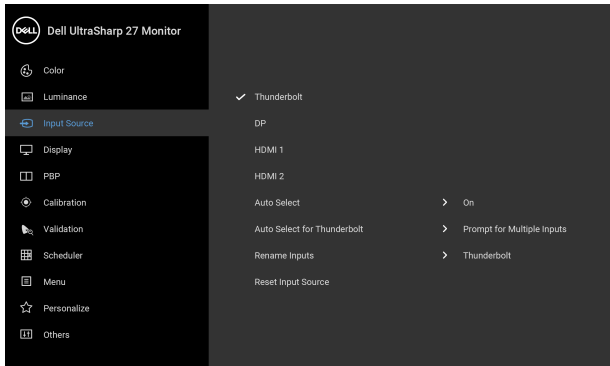 DELL Dell UltraSharp 27 Monitor
Color
Luminance
Input Source
Display
PBP
Calibration
Validation
Scheduler
Menu
Personalize
Others
Thunderbolt
DP
HDMI 1
HDMI 2
Auto Select On
Auto Select for Thunderbolt Prompt for Multiple Inputs
Rename Inputs Thunderbolt
Reset Input Source